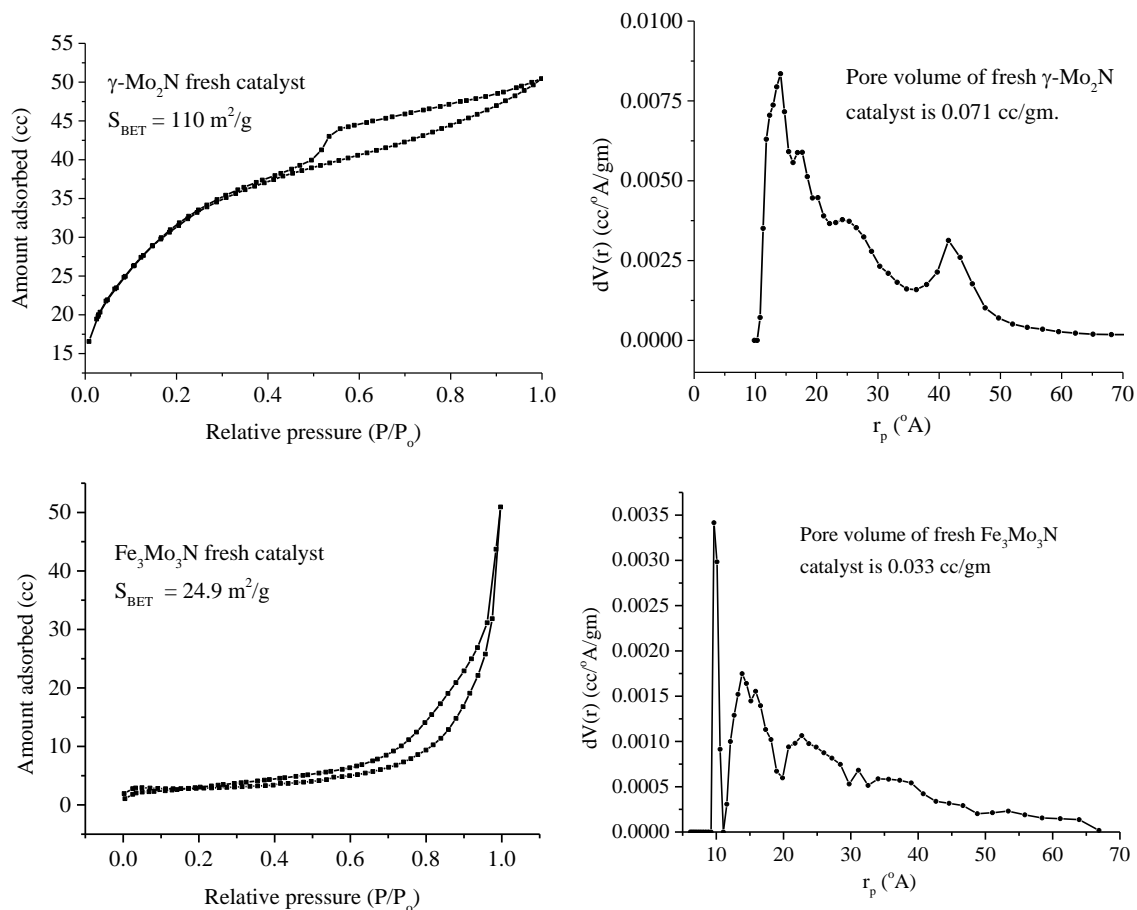 55
50
45
40
35
30
25
20
15
0.0 0.2 0.4 0.6 0.8 1.0
Amount adsorbed (cc)
Relative pressure (P/Pₒ)
γ-Mo₂N fresh catalyst
S_BET = 110 m²/g
0.0100
0.0075
0.0050
0.0025
0.0000
0 10 20 30 40 50 60 70
dV(r) (cc/°A/gm)
r_p (°A)
Pore volume of fresh γ-Mo₂N
catalyst is 0.071 cc/gm.
50
40
30
20
10
0
0.0 0.2 0.4 0.6 0.8 1.0
Amount adsorbed (cc)
Relative pressure (P/Pₒ)
Fe₃Mo₃N fresh catalyst
S_BET = 24.9 m²/g
0.0035
0.0030
0.0025
0.0020
0.0015
0.0010
0.0005
0.0000
10 20 30 40 50 60 70
dV(r) (cc/°A/gm)
r_p (°A)
Pore volume of fresh Fe₃Mo₃N
catalyst is 0.033 cc/gm